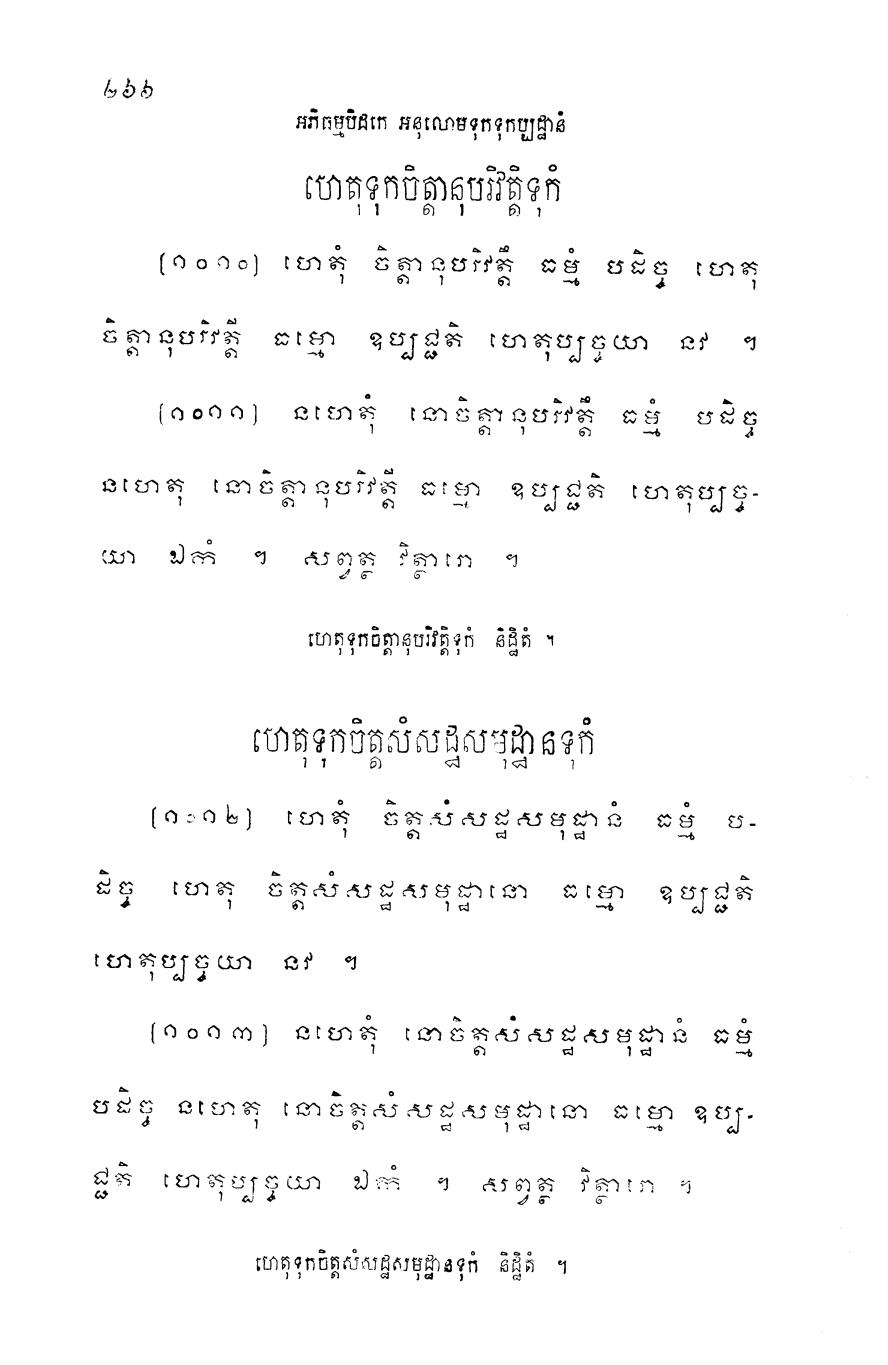 ២៦៦
អភិធម្មបិដកេ អនុលោមទុកទុកប្បដ្ឋានំ
ហេតុទុកចិត្តានុបរិវត្តិទុកំ
[១០១០] ហេតុំ ចិត្តានុបរិវត្តឹ ធម្មំ បដិច្ច ហេតុ
ចិត្តានុបរិវត្តី ធម្មោ ឧប្បជ្ជតិ ហេតុប្បច្ចយា នវ ។
[១០១១] នហេតុំ នោចិត្តានុបរិវត្តឹ ធម្មំ បដិច្ច
នហេតុ នោចិត្តានុបរិវត្តី ធម្មោ ឧប្បជ្ជតិ ហេតុប្បច្ច-
យា ឯកំ ។ សព្វត្ថ វិត្ថារោ ។
ហេតុទុកចិត្តានុបរិវត្តិទុកំ និដ្ឋិតំ ។
ហេតុទុកចិត្តសំសដ្ឋសមុដ្ឋានទុកំ
[១០១២] ហេតុំ ចិត្តសំសដ្ឋសមុដ្ឋានំ ធម្មំ ប-
ដិច្ច ហេតុ ចិត្តសំសដ្ឋសមុដ្ឋានោ ធម្មោ ឧប្បជ្ជតិ
ហេតុប្បច្ចយា នវ ។
[១០១៣] នហេតុំ នោចិត្តសំសដ្ឋសមុដ្ឋានំ ធម្មំ
បដិច្ច នហេតុ នោចិត្តសំសដ្ឋសមុដ្ឋានោ ធម្មោ ឧប្ប-
ជ្ជតិ ហេតុប្បច្ចយា ឯកំ ។ សព្វត្ថ វិត្ថារោ ។
ហេតុទុកចិត្តសំសដ្ឋសមុដ្ឋានទុកំ និដ្ឋិតំ ។